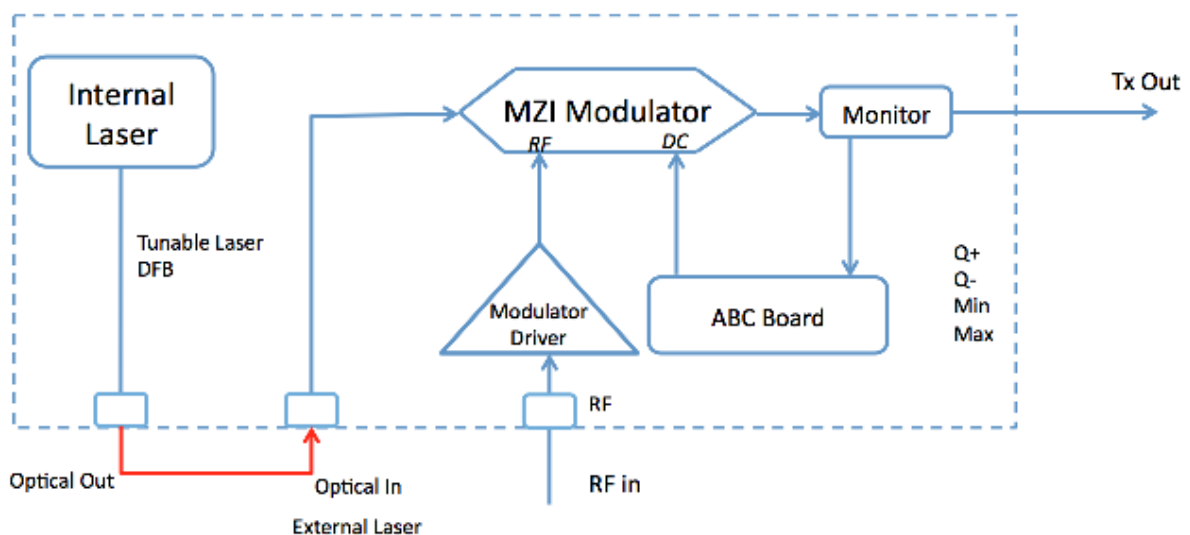 Internal
Laser
MZI Modulator
RF
DC
Monitor
Tx Out
Tunable Laser
DFB
Modulator
Driver
ABC Board
Q+
Q-
Min
Max
RF
Optical Out
Optical In
RF in
External Laser